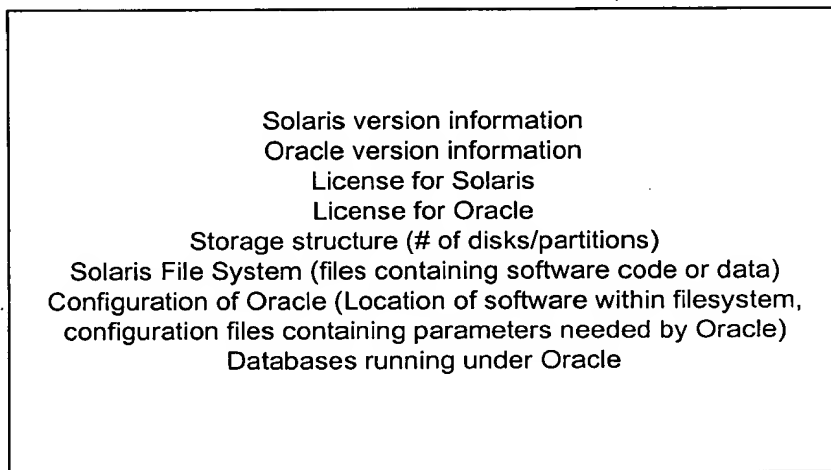 Solaris version information
Oracle version information
License for Solaris
License for Oracle
Storage structure (# of disks/partitions)
Solaris File System (files containing software code or data)
Configuration of Oracle (Location of software within filesystem,
configuration files containing parameters needed by Oracle)
Databases running under Oracle